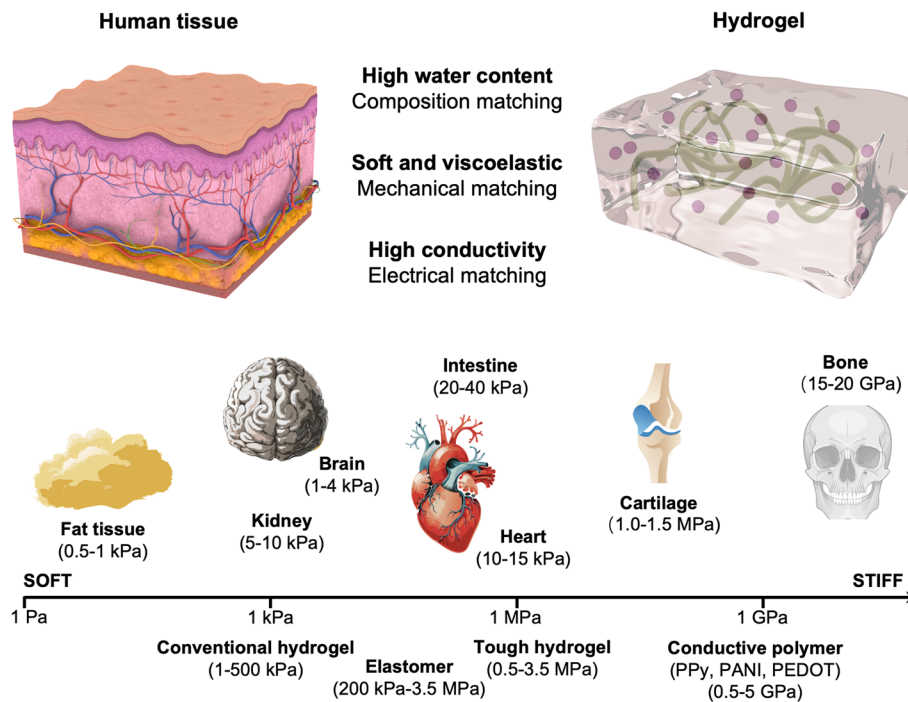 Human tissue
Hydrogel
High water content
Composition matching
Soft and viscoelastic
Mechanical matching
High conductivity
Electrical matching
Fat tissue
(0.5-1 kPa)
Brain
(1-4 kPa)
Kidney
(5-10 kPa)
Intestine
(20-40 kPa)
Heart
(10-15 kPa)
Cartilage
(1.0-1.5 MPa)
Bone
(15-20 GPa)
SOFT
STIFF
1 Pa
1 kPa
1 MPa
1 GPa
Conventional hydrogel
(1-500 kPa)
Elastomer
(200 kPa-3.5 MPa)
Tough hydrogel
(0.5-3.5 MPa)
Conductive polymer
(PPy, PANI, PEDOT)
(0.5-5 GPa)